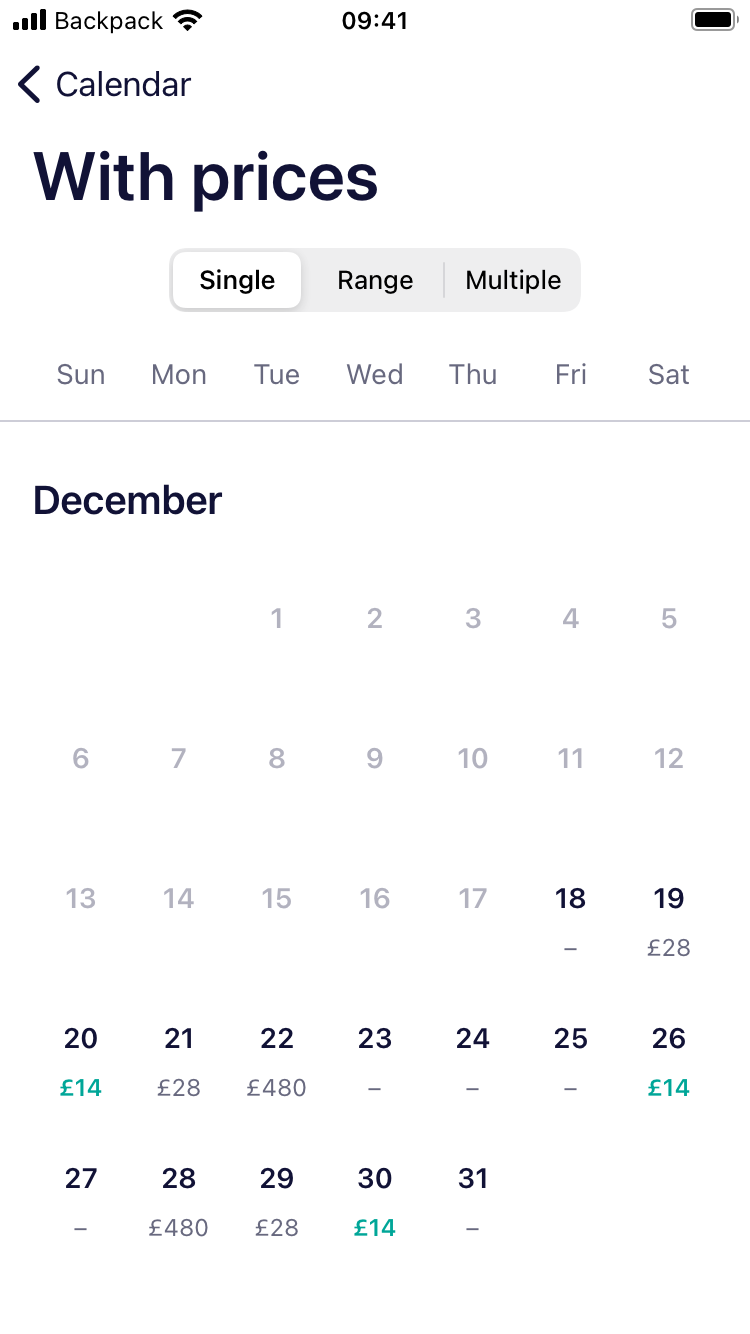 Backpack 09:41
Calendar
With prices
Single Range Multiple
Sun Mon Tue Wed Thu Fri Sat
December
1 2 3 4 5
6 7 8 9 10 11 12
13 14 15 16 17 18 19
– £28
20 21 22 23 24 25 26
£14 £28 £480 – – – £14
27 28 29 30 31
– £480 £28 £14 –